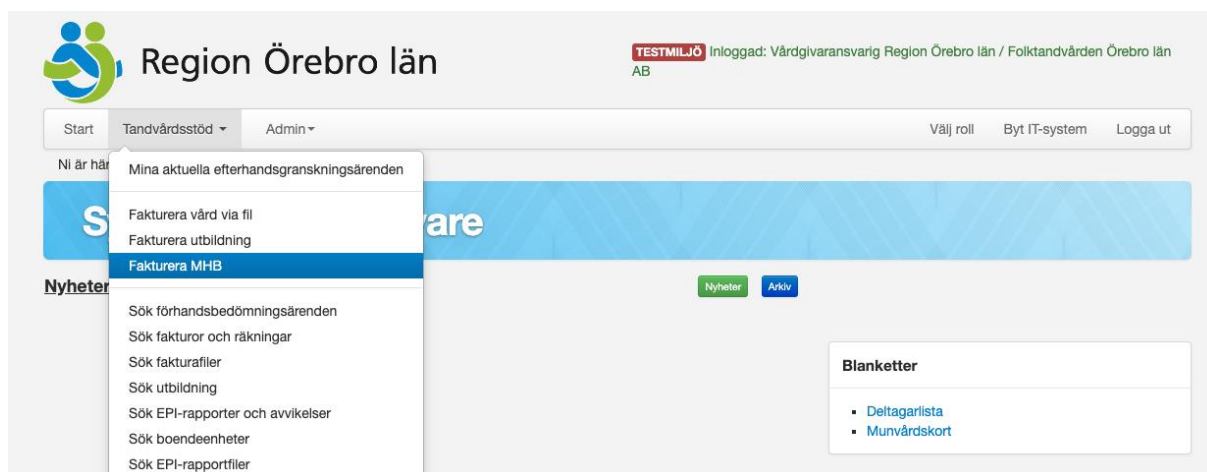 Region Örebro län
TESTMILJÖ Inloggad: Vårdgivaransvarig Region Örebro län / Folktandvården Örebro län
AB
Start Tandvårdsstöd Admin Välj roll Byt IT-system Logga ut
Ni är här
Mina aktuella efterhandsgranskningsärenden
Fakturera vård via fil
Fakturera utbildning
Fakturera MHB
Nyheter
Nyheter Arkiv
Sök förhandsbedömningsärenden
Sök fakturor och räkningar
Sök fakturafiler
Sök utbildning
Sök EPI-rapporter och avvikelser
Sök boendeenheter
Sök EPI-rapportfiler
Blanketter
Deltagarlista
Munvårdskort